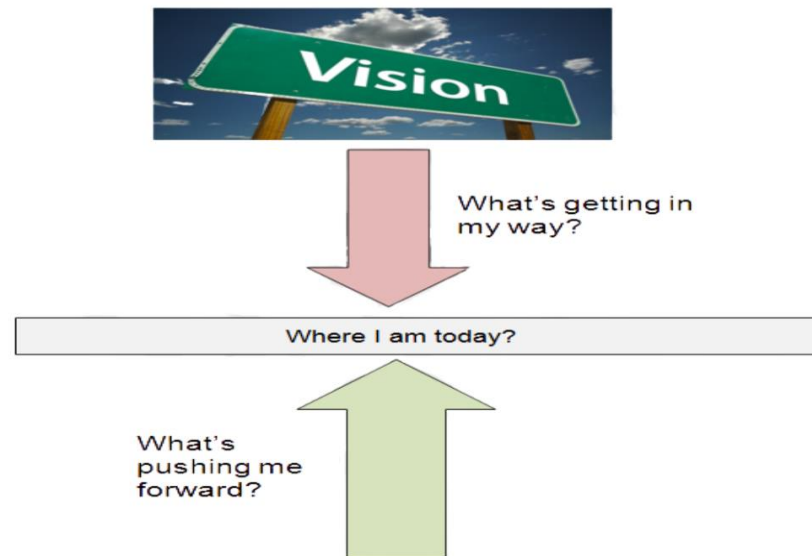 Vision
What's getting in
my way?
Where I am today?
What's
pushing me
forward?